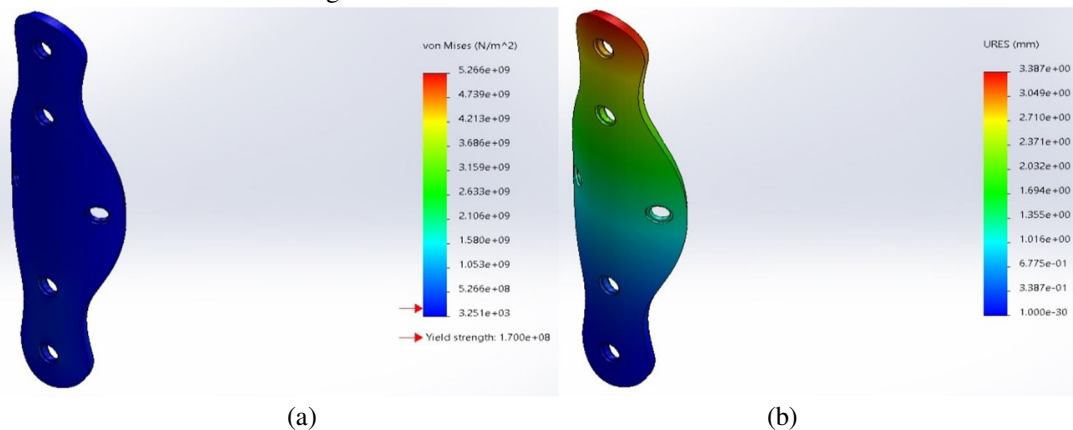 von Mises (N/m^2)
5.266e+09
4.739e+09
4.213e+09
3.686e+09
3.159e+09
2.633e+09
2.106e+09
1.580e+09
1.053e+09
5.266e+08
3.251e+03
Yield strength: 1.700e+08
(a)
URES (mm)
3.387e+00
3.049e+00
2.710e+00
2.371e+00
2.032e+00
1.694e+00
1.355e+00
1.016e+00
6.775e-01
3.387e-01
1.000e-30
(b)